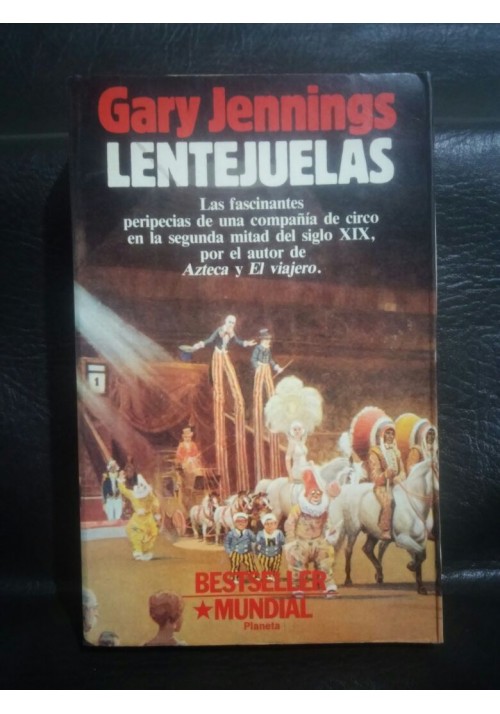 Gary Jennings
LENTEJUELAS
Las fascinantes
peripecias de una compañía de circo
en la segunda mitad del siglo XIX,
por el autor de
Azteca y El viajero.
1
BESTSELLER
★MUNDIAL
Planeta